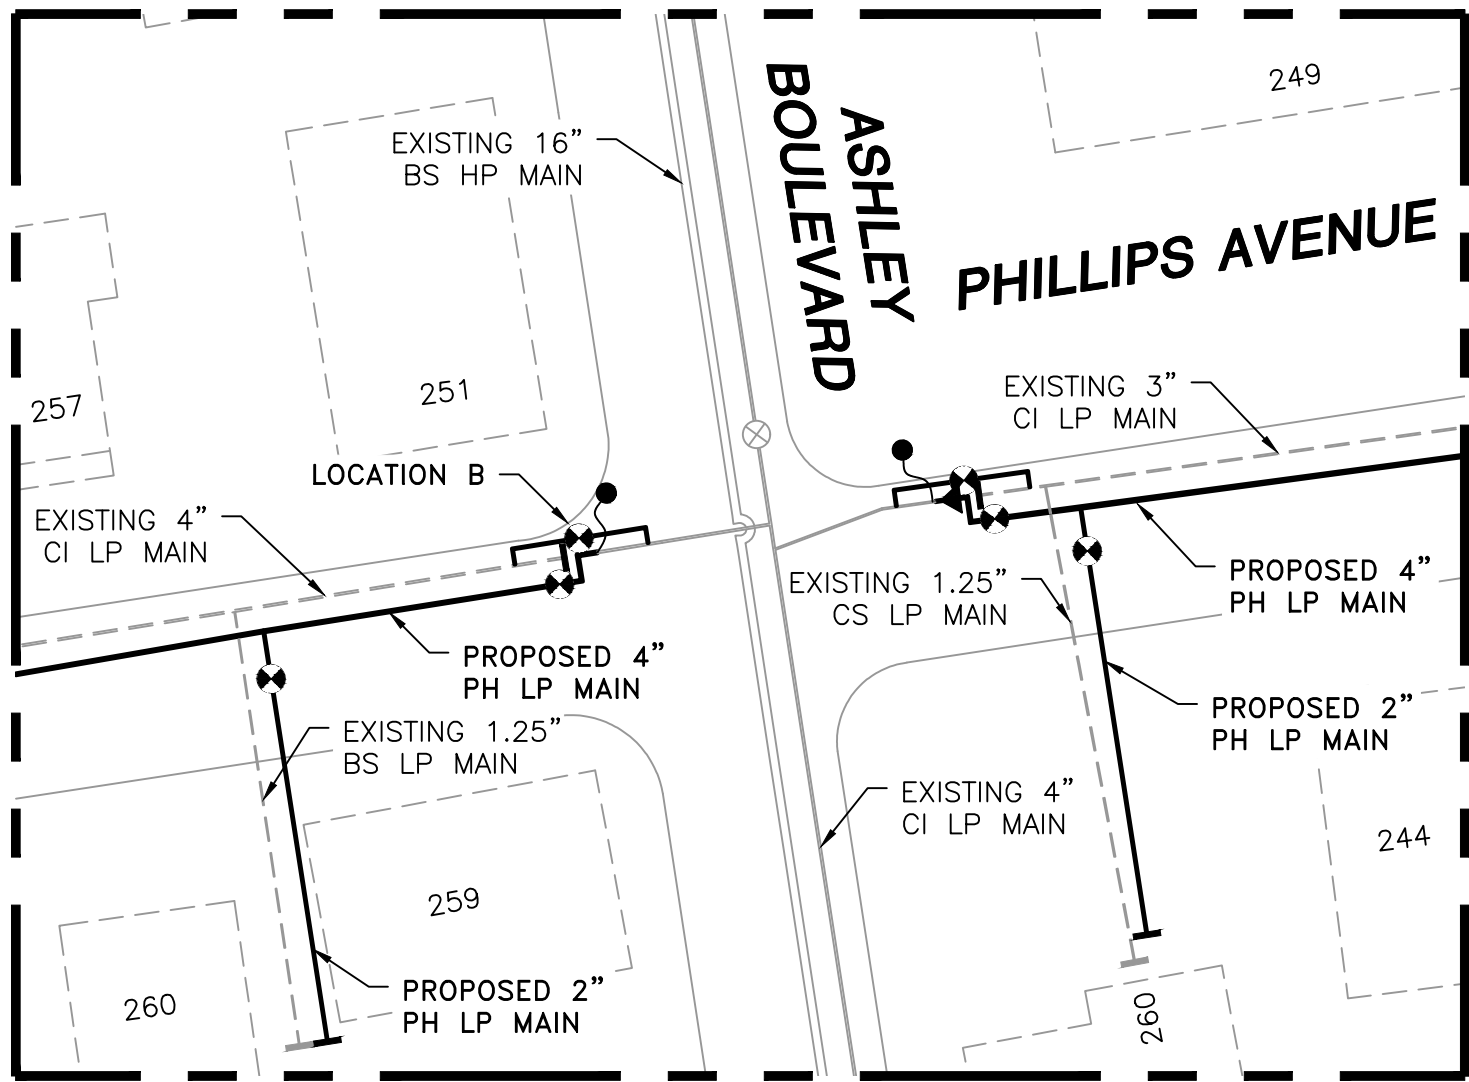 249
EXISTING 16"
BS HP MAIN
ASHLEY
BOULEVARD
PHILLIPS AVENUE
257
251
EXISTING 3"
CI LP MAIN
LOCATION B
EXISTING 4"
CI LP MAIN
EXISTING 1.25"
CS LP MAIN
PROPOSED 4"
PH LP MAIN
PROPOSED 4"
PH LP MAIN
PROPOSED 2"
PH LP MAIN
EXISTING 1.25"
BS LP MAIN
EXISTING 4"
CI LP MAIN
244
259
260
PROPOSED 2"
PH LP MAIN
260